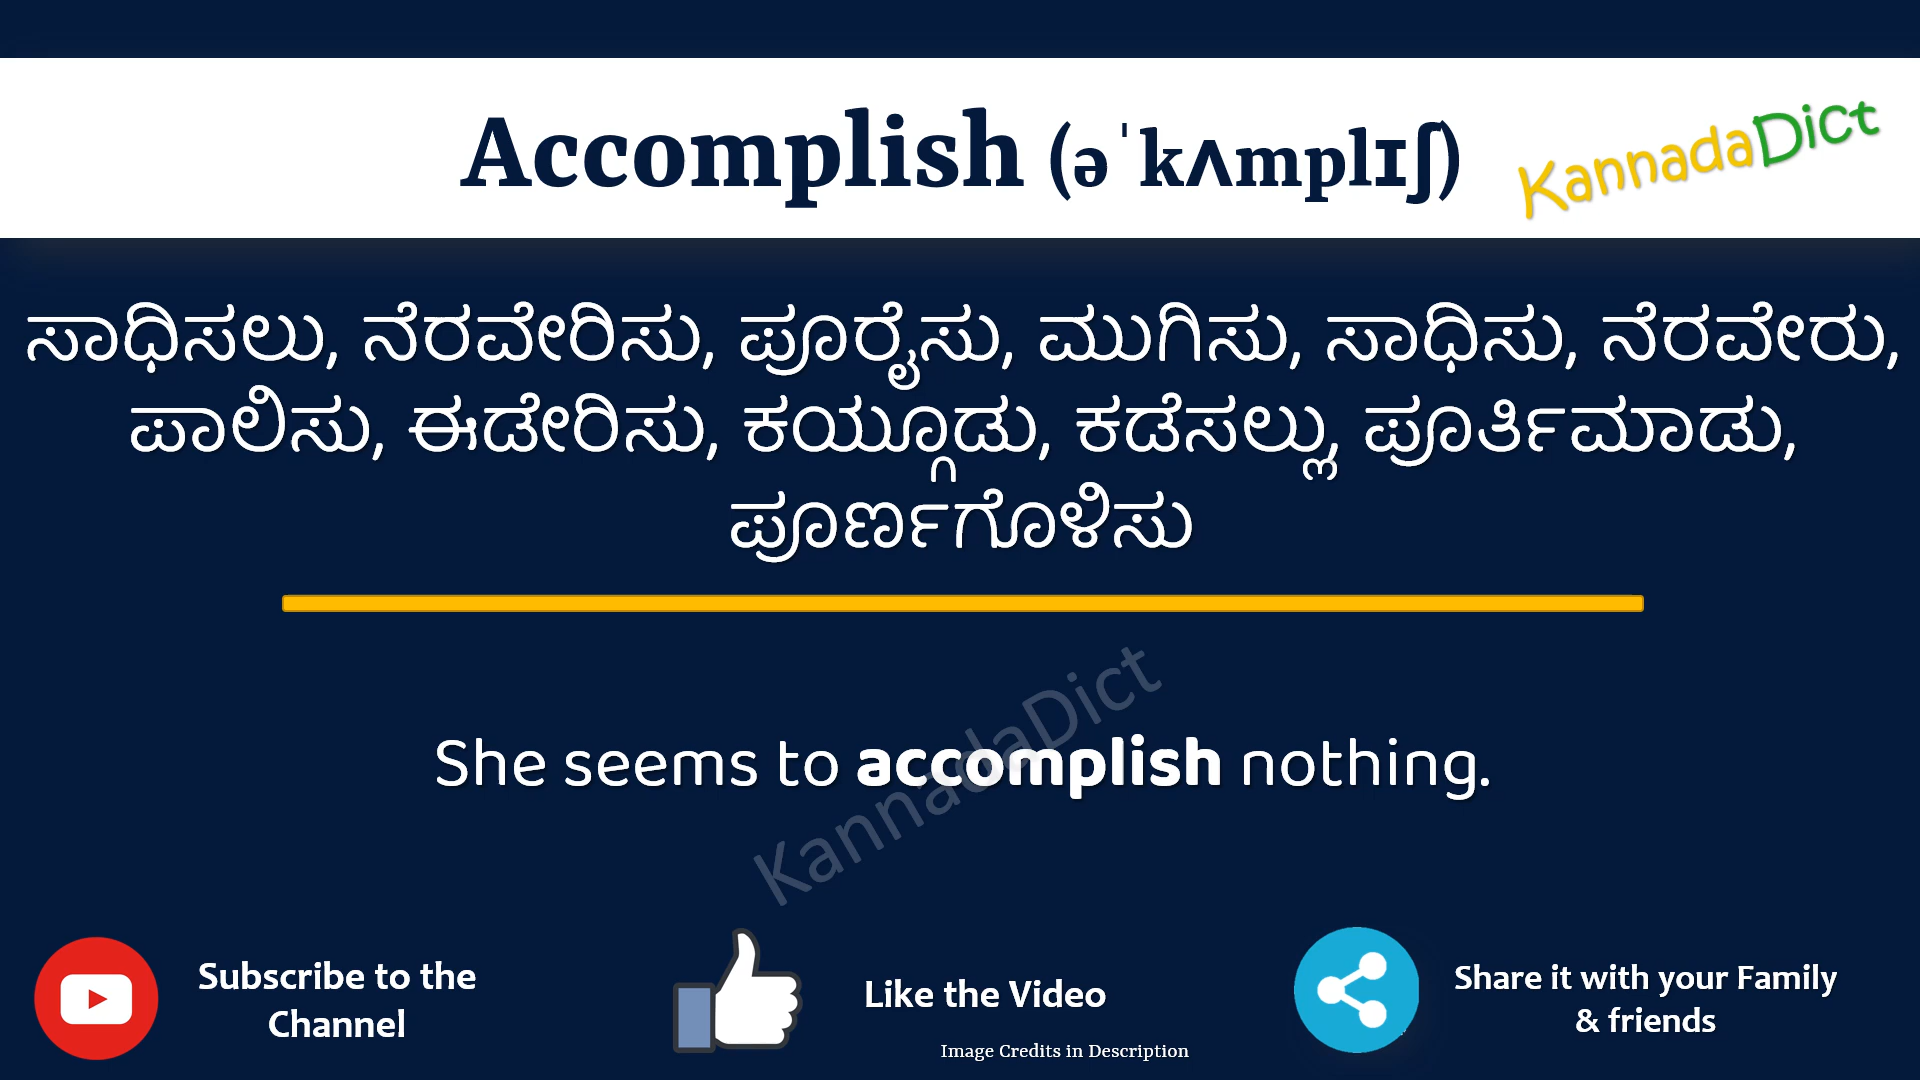 Accomplish (əˈkʌmplɪʃ)
KannadaDict
ಸಾಧಿಸಲು, ನೆರವೇರಿಸು, ಪೂರೈಸು, ಮುಗಿಸು, ಸಾಧಿಸು, ನೆರವೇರು,
ಪಾಲಿಸು, ಈಡೇರಿಸು, ಕಯ್ಗೂಡು, ಕಡೆಸಲ್ಲು, ಪೂರ್ತಿಮಾಡು,
ಪೂರ್ಣಗೊಳಿಸು
She seems to accomplish nothing.
KannadaDict
Subscribe to the
Channel
Like the Video
Share it with your Family
& friends
Image Credits in Description